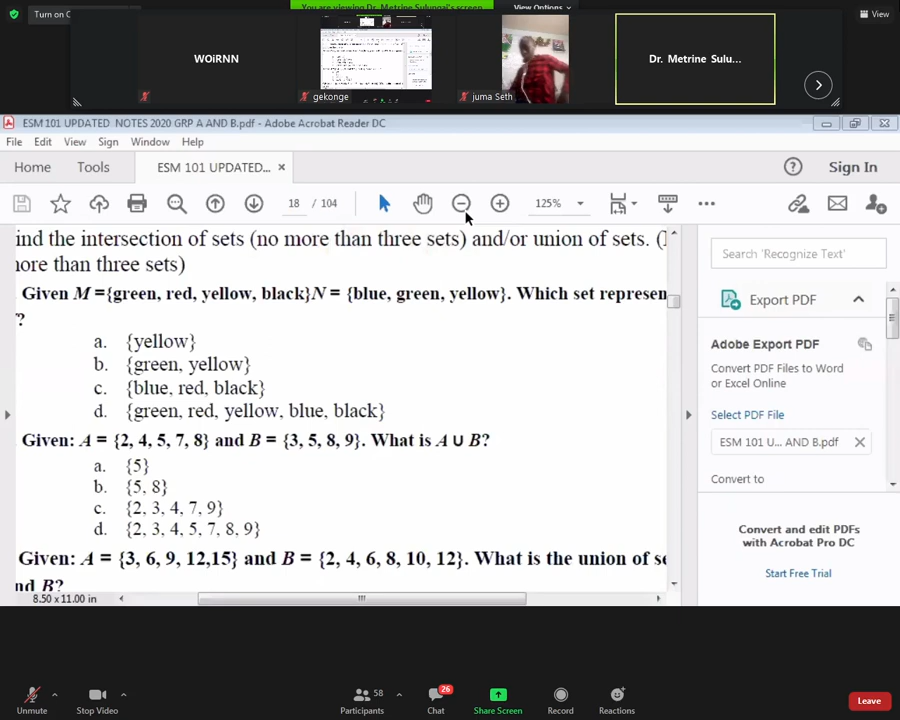 Turn on C
You are viewing Dr. Metrine Sulungai's screen
View Options
View
WOiRNN
gekonge
juma Seth
Dr. Metrine Sulu...
ESM 101 UPDATED NOTES 2020 GRP A AND B.pdf - Adobe Acrobat Reader DC
File Edit View Sign Window Help
Home Tools ESM 101 UPDATED... × Sign In
18 / 104 125%
ind the intersection of sets (no more than three sets) and/or union of sets. (
nore than three sets)
Given M ={green, red, yellow, black}N = {blue, green, yellow}. Which set represen
?
a. {yellow}
b. {green, yellow}
c. {blue, red, black}
d. {green, red, yellow, blue, black}
Given: A = {2, 4, 5, 7, 8} and B = {3, 5, 8, 9}. What is A ∪ B?
a. {5}
b. {5, 8}
c. {2, 3, 4, 7, 9}
d. {2, 3, 4, 5, 7, 8, 9}
Given: A = {3, 6, 9, 12,15} and B = {2, 4, 6, 8, 10, 12}. What is the union of se
nd B?
8.50 x 11.00 in
Search 'Recognize Text'
Export PDF
Adobe Export PDF
Convert PDF Files to Word
or Excel Online
Select PDF File
ESM 101 U... AND B.pdf
Convert to
Convert and edit PDFs
with Acrobat Pro DC
Start Free Trial
Unmute
Stop Video
58
Participants
26
Chat
Share Screen
Record
Reactions
Leave